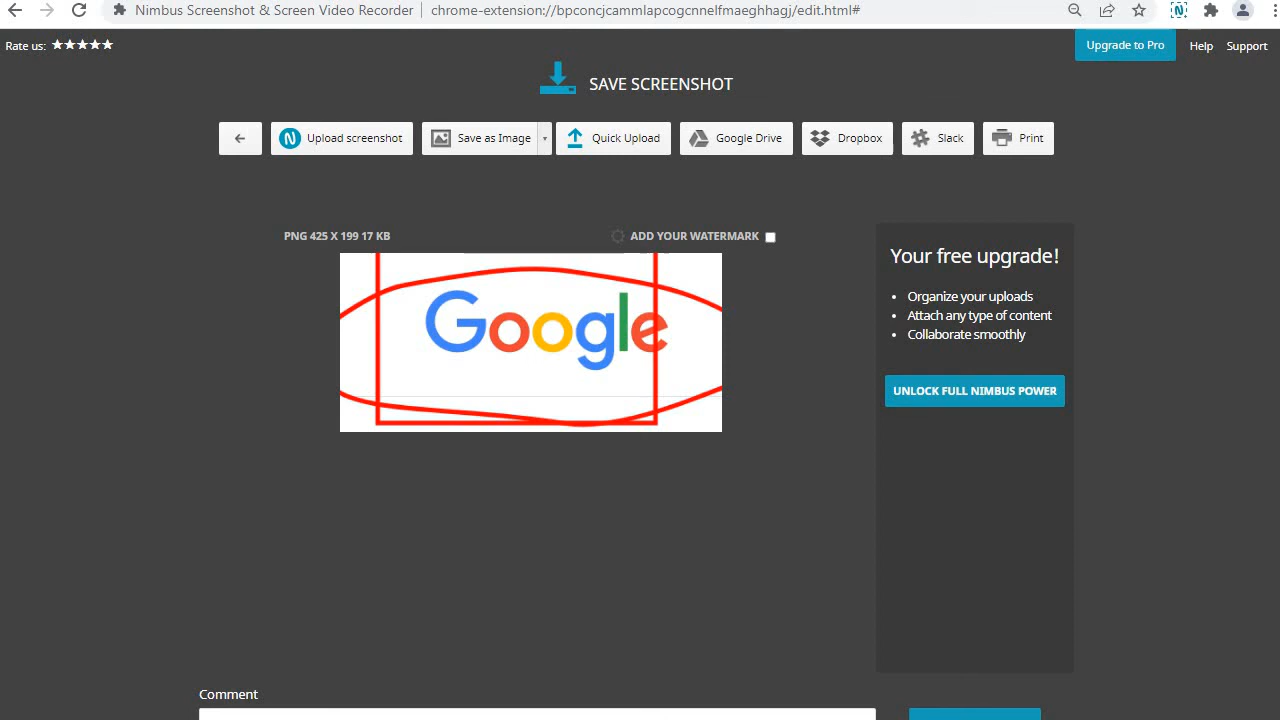 Nimbus Screenshot & Screen Video Recorder | chrome-extension://bpconcjcammlapcogcnnelfmaeghhagj/edit.html#
Rate us:
Upgrade to Pro Help Support
SAVE SCREENSHOT
Upload screenshot Save as Image Quick Upload Google Drive Dropbox Slack Print
PNG 425 X 199 17 KB ADD YOUR WATERMARK
Google
Your free upgrade!
• Organize your uploads
• Attach any type of content
• Collaborate smoothly
UNLOCK FULL NIMBUS POWER
Comment